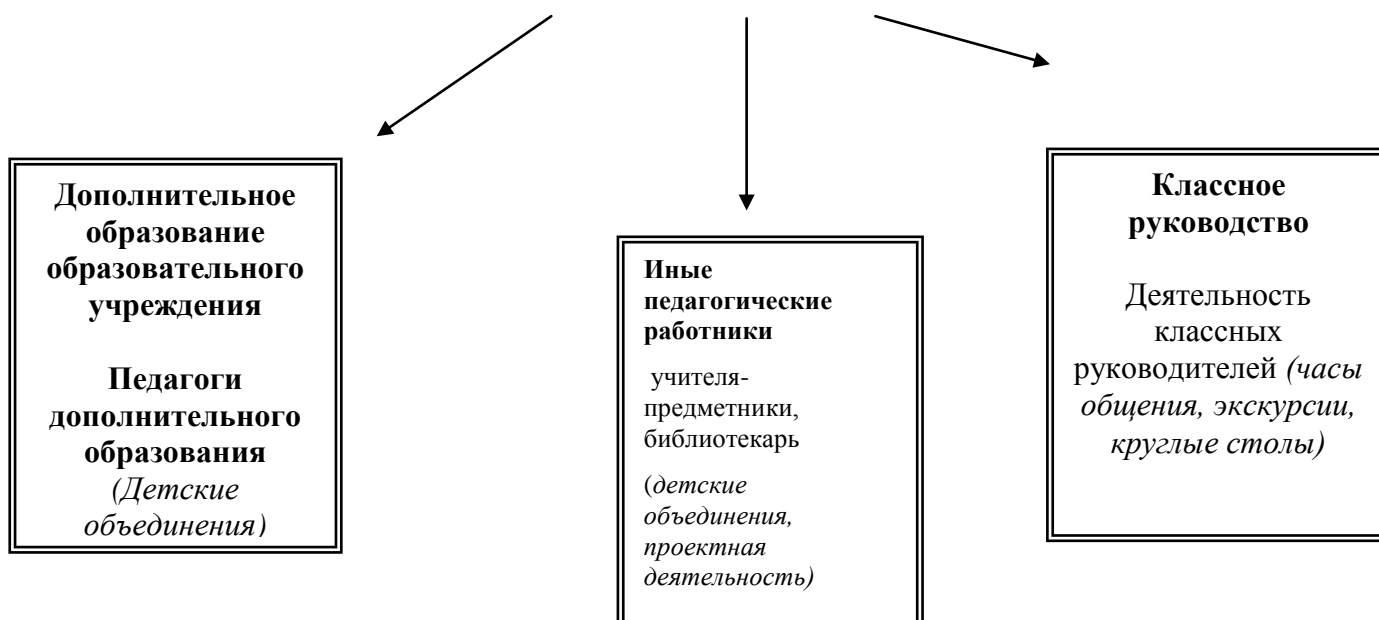 Дополнительное
образование
образовательного
учреждения
Педагоги
дополнительного
образования
(Детские
объединения)
Иные
педагогические
работники
учителя-
предметники,
библиотекарь
(детские
объединения,
проектная
деятельность)
Классное
руководство
Деятельность
классных
руководителей (часы
общения, экскурсии,
круглые столы)